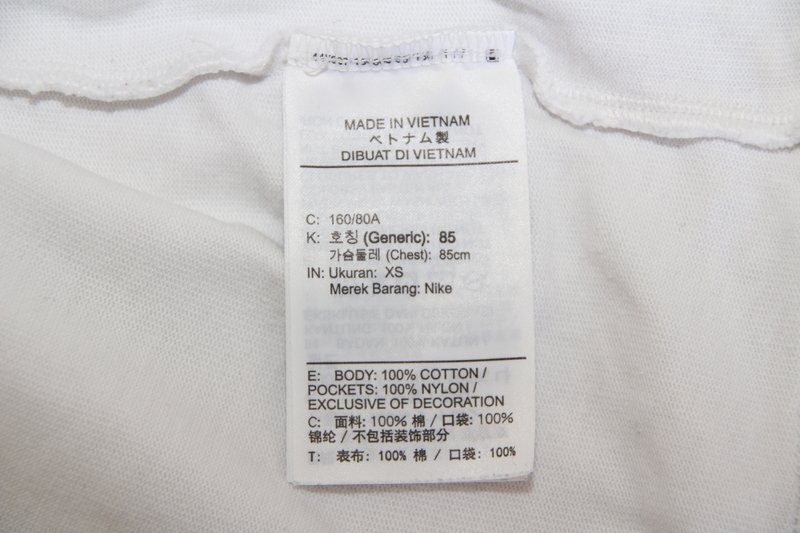 MADE IN VIETNAM
ベトナム製
DIBUAT DI VIETNAM
C: 160/80A
K: 호칭 (Generic): 85
가슴둘레 (Chest): 85cm
IN: Ukuran: XS
Merek Barang: Nike
E: BODY: 100% COTTON /
POCKETS: 100% NYLON /
EXCLUSIVE OF DECORATION
C: 面料: 100% 棉 / 口袋: 100%
锦纶 / 不包括装饰部分
T: 表布: 100% 棉 / 口袋: 100%